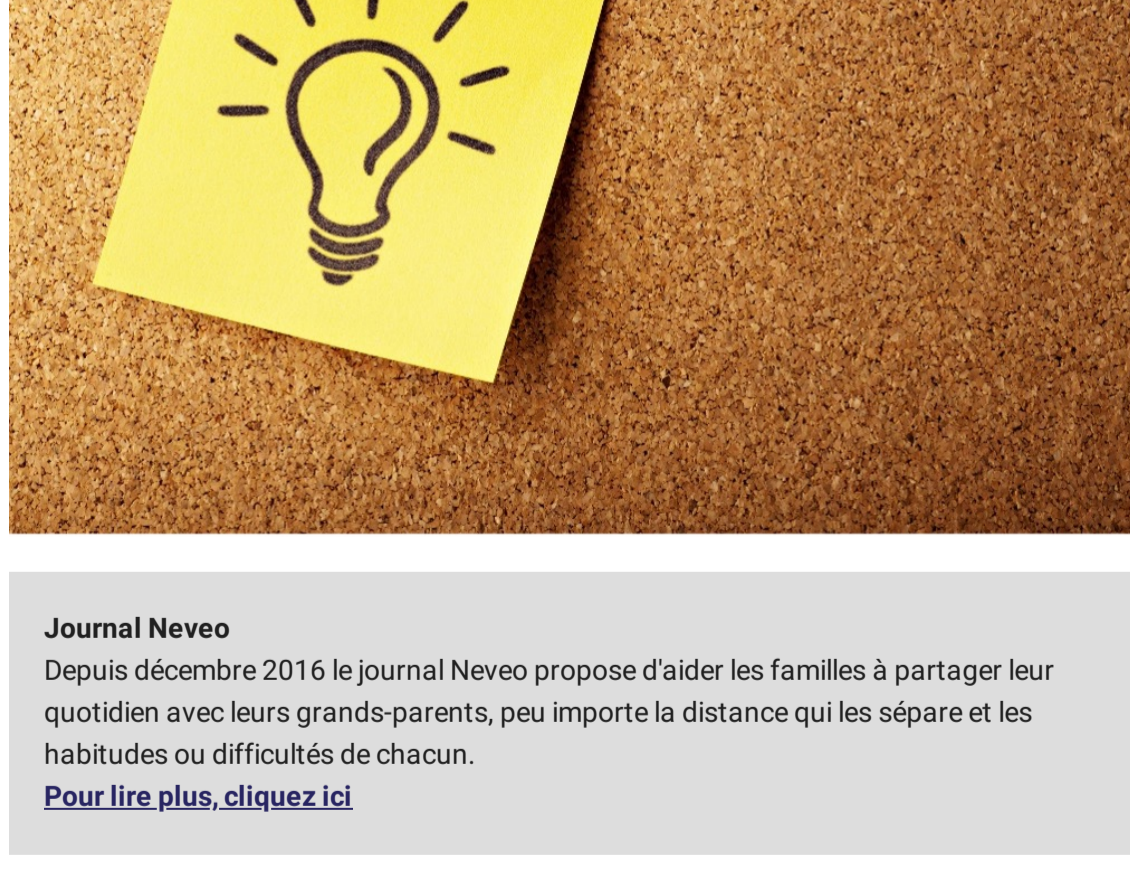 Journal Neveo
Depuis décembre 2016 le journal Neveo propose d'aider les familles à partager leur
quotidien avec leurs grands-parents, peu importe la distance qui les sépare et les
habitudes ou difficultés de chacun.
Pour lire plus, cliquez ici